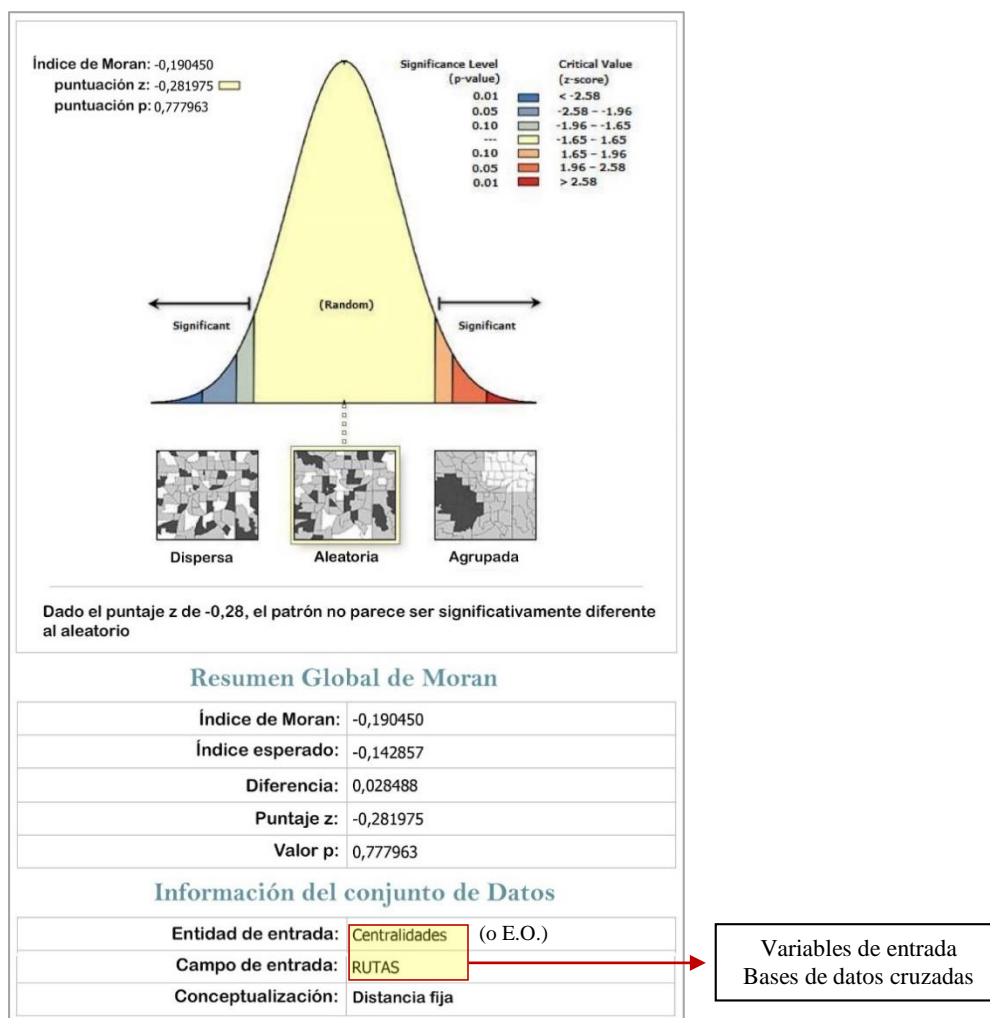 Índice de Moran: -0,190450
puntuación z: -0,281975
puntuación p: 0,777963
Significance Level
(p-value)
Critical Value
(z-score)
0.01 < -2.58
0.05 -2.58 – -1.96
0.10 -1.96 – -1.65
--- -1.65 – 1.65
0.10 1.65 – 1.96
0.05 1.96 – 2.58
0.01 > 2.58
(Random)
Significant
Significant
Dispersa
Aleatoria
Agrupada
Dado el puntaje z de -0,28, el patrón no parece ser significativamente diferente
al aleatorio
Resumen Global de Moran
Índice de Moran: -0,190450
Índice esperado: -0,142857
Diferencia: 0,028488
Puntaje z: -0,281975
Valor p: 0,777963
Información del conjunto de Datos
Entidad de entrada: Centralidades (o E.O.)
Campo de entrada: RUTAS
Conceptualización: Distancia fija
Variables de entrada
Bases de datos cruzadas